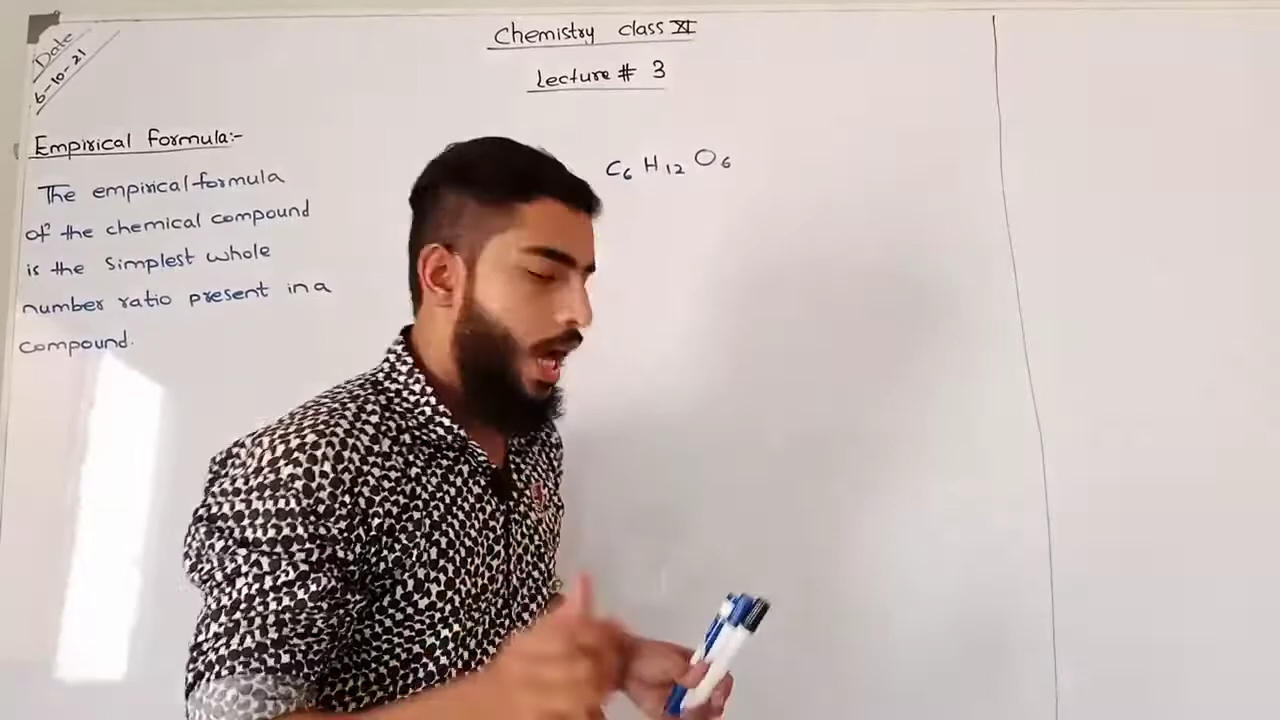 Date
6-10-21
Chemistry class XI
Lecture # 3
Empirical formula:-
The empirical formula
of the chemical compound
is the simplest whole
number ratio present in a
compound.
C₆ H₁₂ O₆